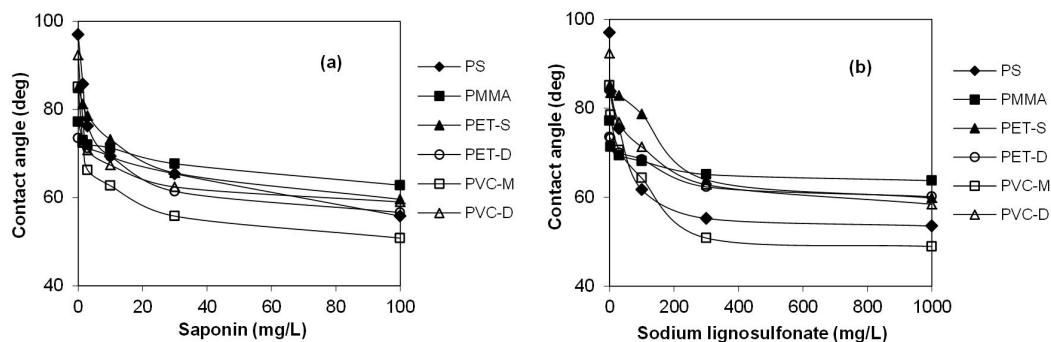 100
80
60
40
Contact angle (deg)
(a)
0
20
40
60
80
100
Saponin (mg/L)
PS
PMMA
PET-S
PET-D
PVC-M
PVC-D
100
80
60
40
Contact angle (deg)
(b)
0
200
400
600
800
1000
Sodium lignosulfonate (mg/L)
PS
PMMA
PET-S
PET-D
PVC-M
PVC-D